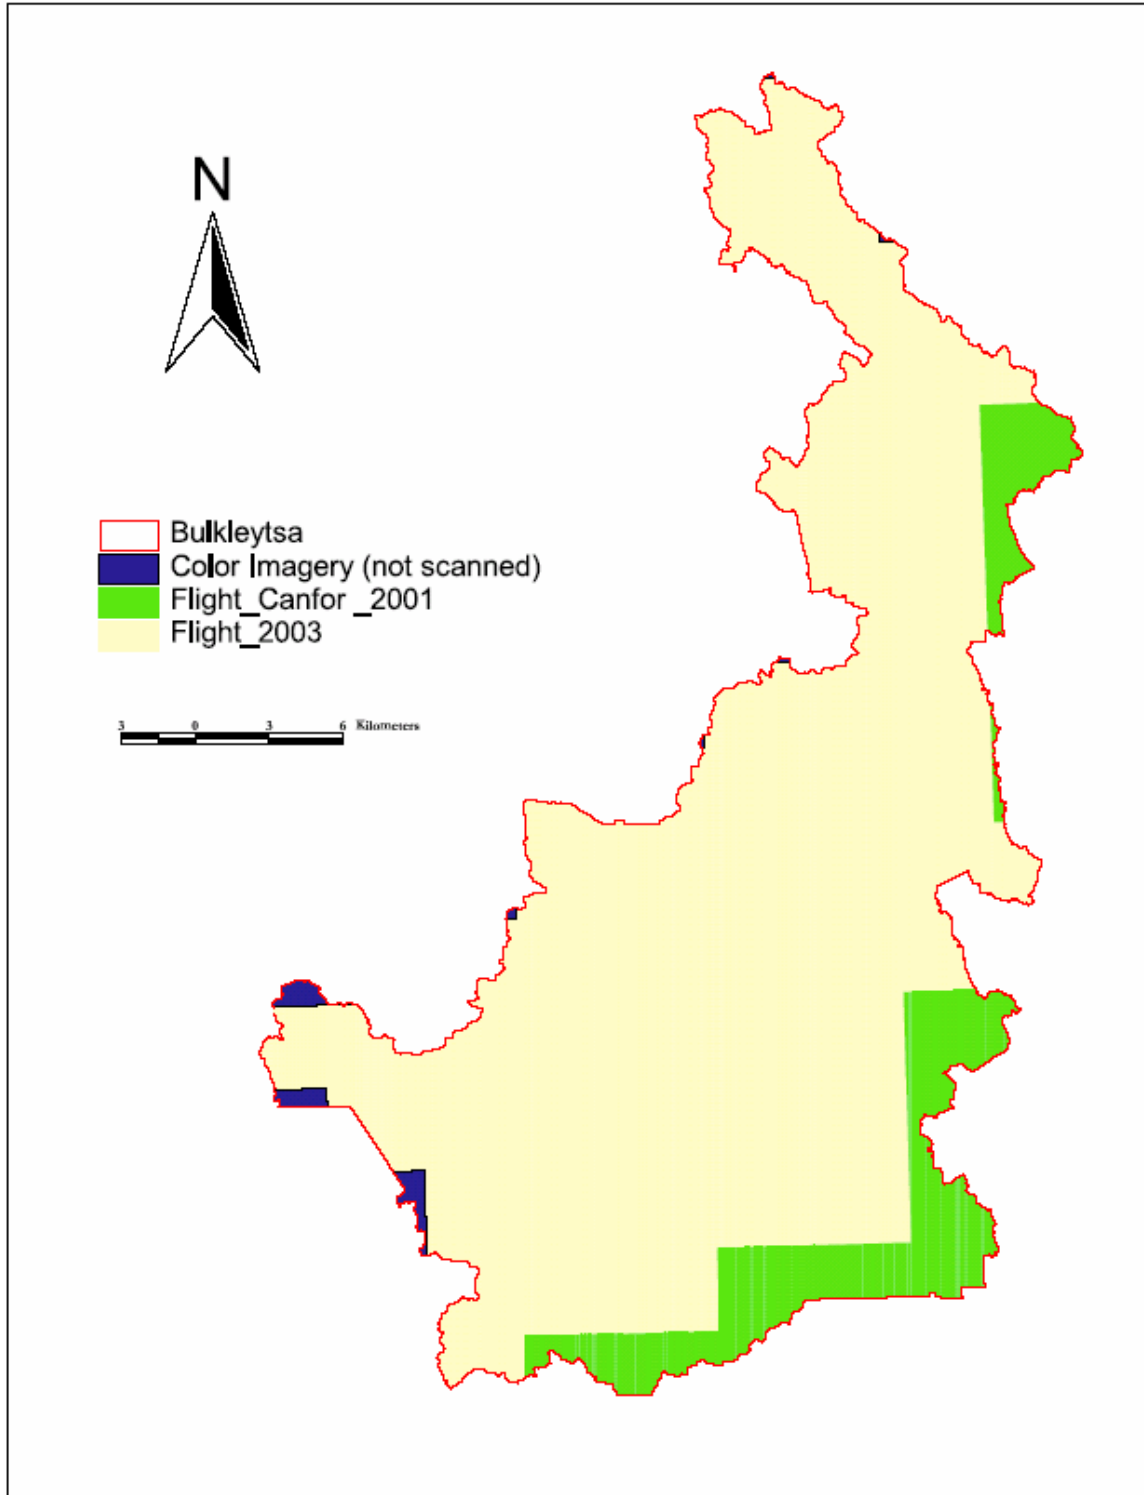 N
Bulkleytsa
Color Imagery (not scanned)
Flight_Canfor _2001
Flight_2003
3 0 3 6 Kilometers